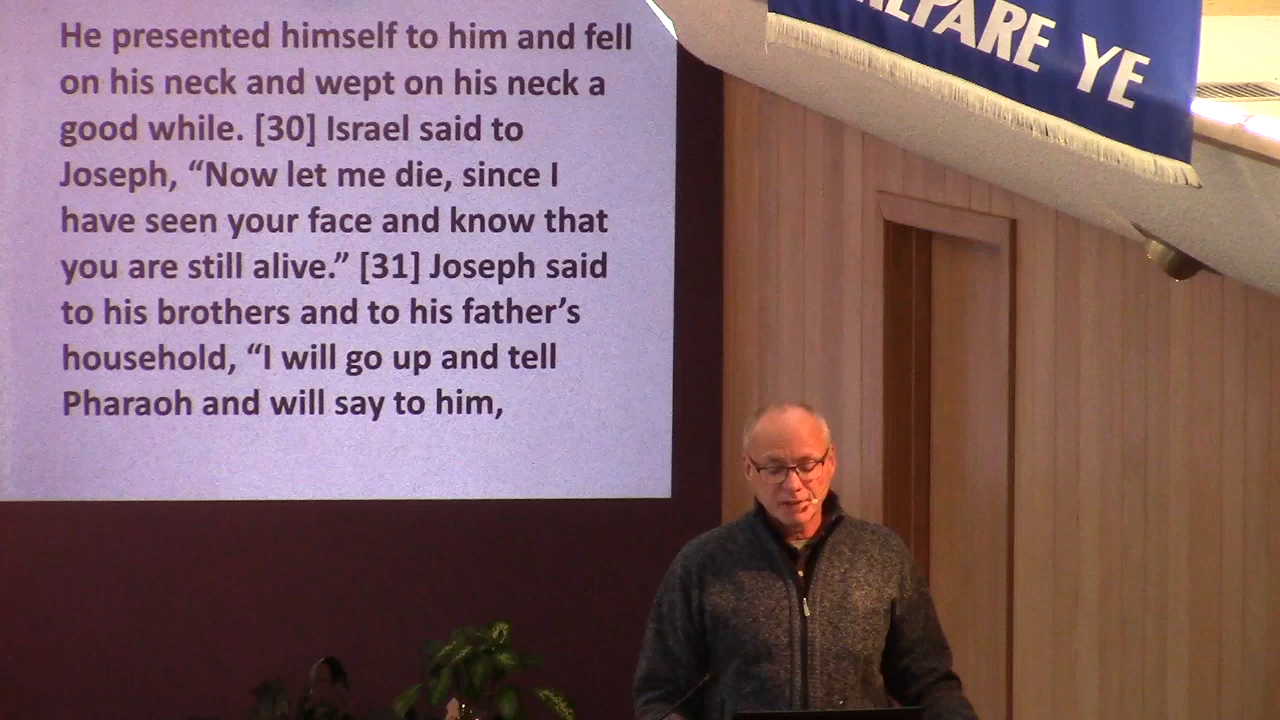 He presented himself to him and fell
on his neck and wept on his neck a
good while. [30] Israel said to
Joseph, “Now let me die, since I
have seen your face and know that
you are still alive.” [31] Joseph said
to his brothers and to his father’s
household, “I will go up and tell
Pharaoh and will say to him,
YE